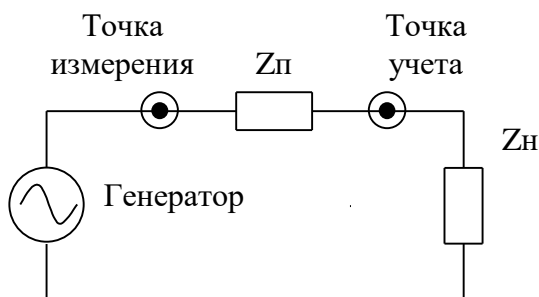 Точка
измерения
Zп
Точка
учета
Zн
Генератор